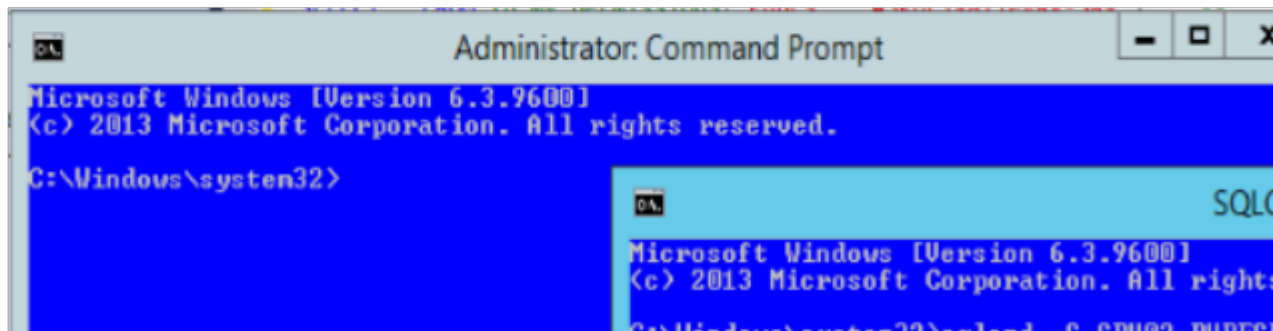 Administrator: Command Prompt
Microsoft Windows [Version 6.3.9600]
(c) 2013 Microsoft Corporation. All rights reserved.
C:\Windows\system32>
Microsoft Windows [Version 6.3.9600]
(c) 2013 Microsoft Corporation. All rights